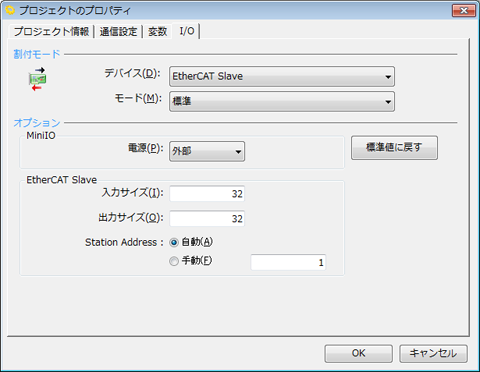 プロジェクトのプロパティ
プロジェクト情報 通信設定 変数 I/O
割付モード
デバイス(D): EtherCAT Slave
モード(M): 標準
オプション
MiniIO
電源(P): 外部
標準値に戻す
EtherCAT Slave
入力サイズ(I): 32
出力サイズ(O): 32
Station Address : 自動(A)
手動(F) 1
OK キャンセル